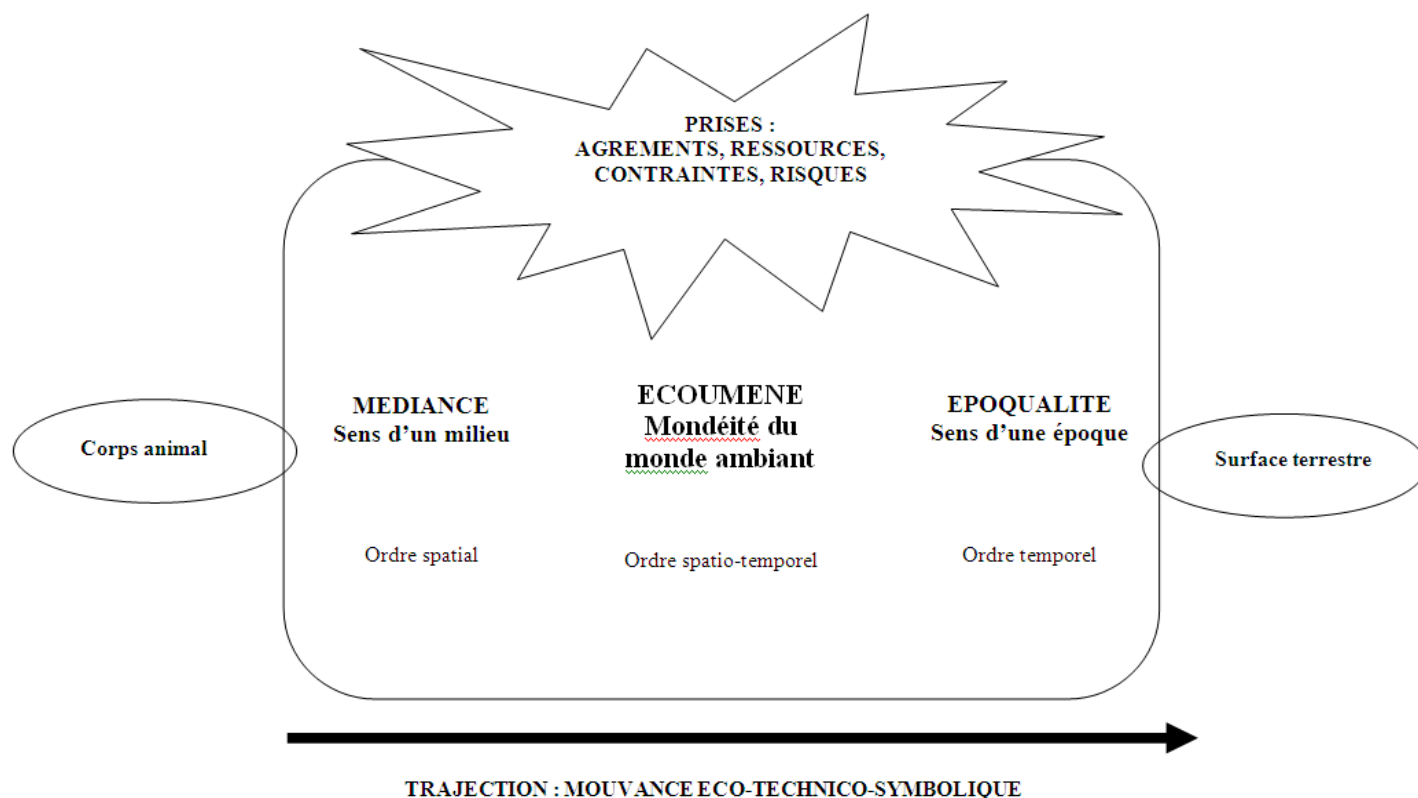 PRISES :
AGREMENTS, RESSOURCES,
CONTRAINTES, RISQUES
Corps animal
MEDIANCE
Sens d’un milieu
ECOUMENE
Mondéité du
monde ambiant
EPOQUALITE
Sens d’une époque
Surface terrestre
Ordre spatial
Ordre spatio-temporel
Ordre temporel
TRAJECTION : MOUVANCE ECO-TECHNICO-SYMBOLIQUE